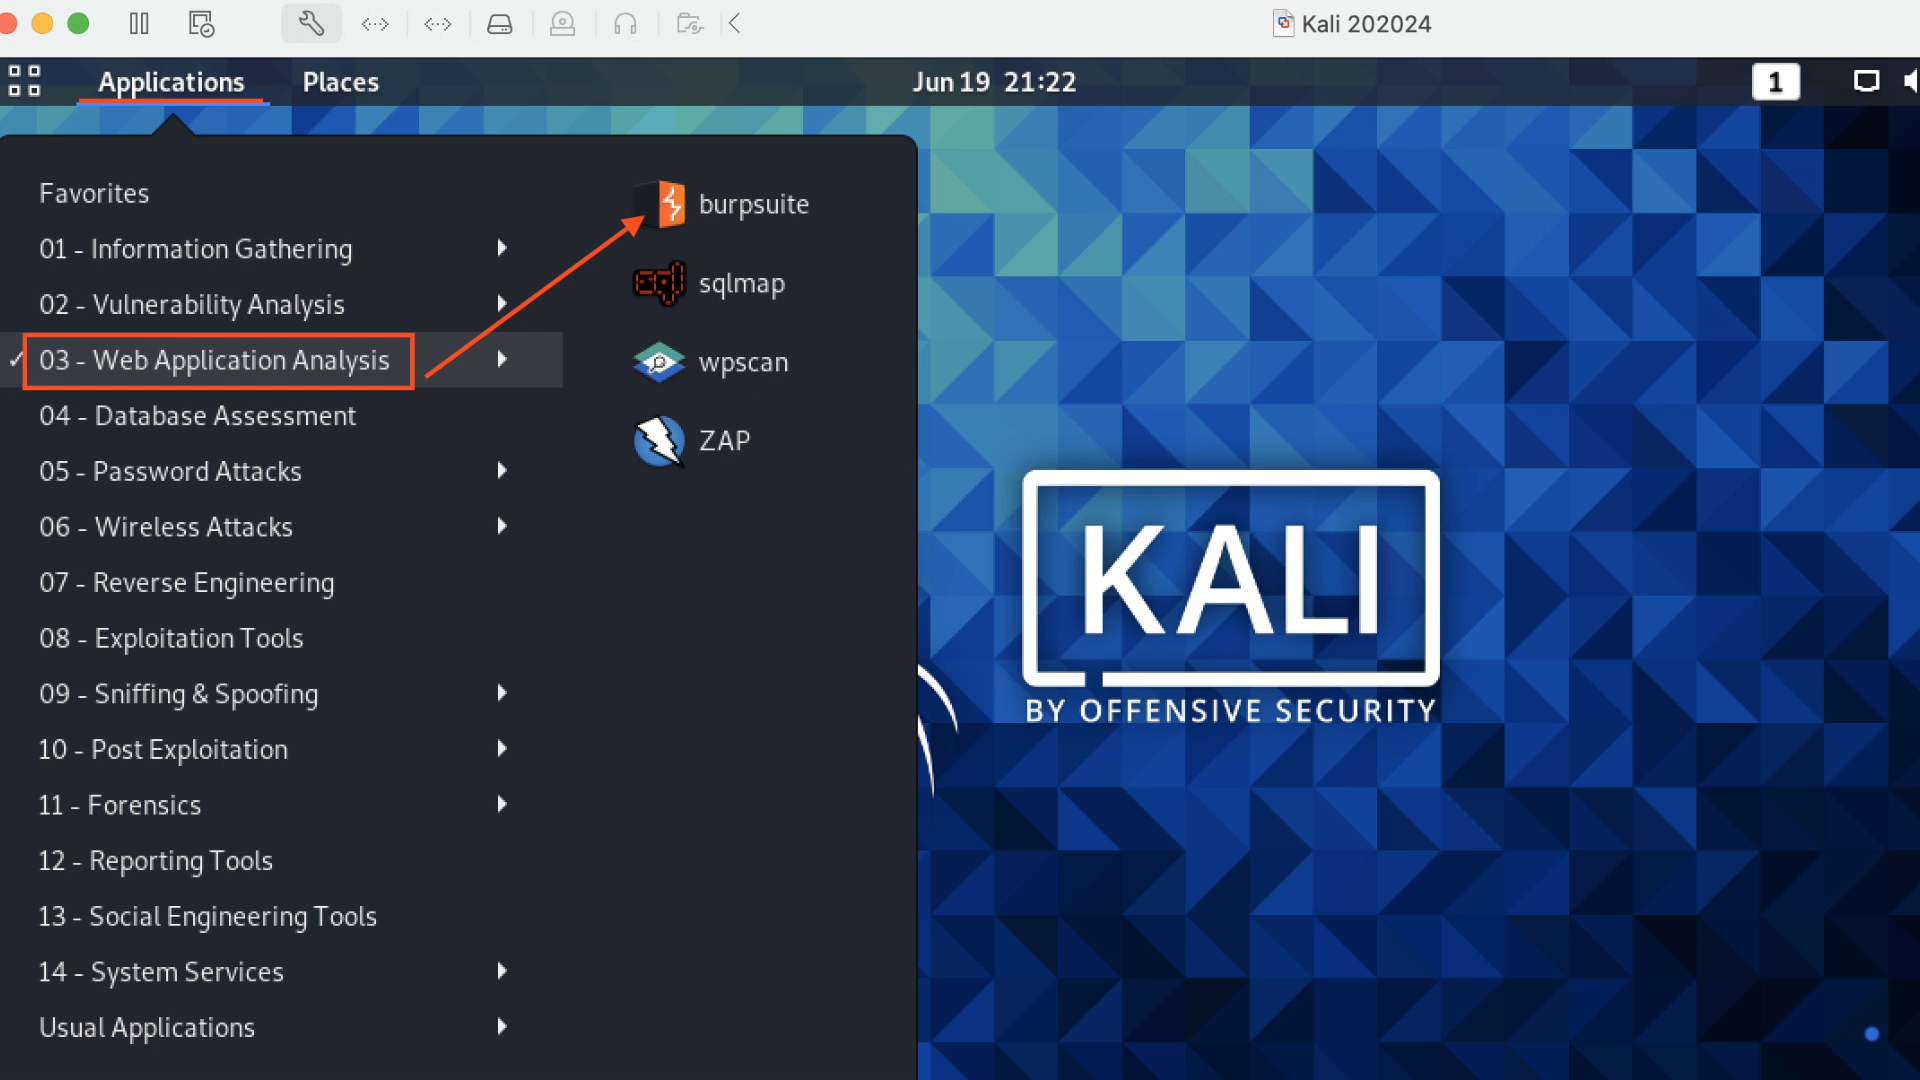 Kali 202024
Applications
Places
Jun 19 21:22
1
Favorites
01 - Information Gathering
02 - Vulnerability Analysis
✓ 03 - Web Application Analysis
04 - Database Assessment
05 - Password Attacks
06 - Wireless Attacks
07 - Reverse Engineering
08 - Exploitation Tools
09 - Sniffing & Spoofing
10 - Post Exploitation
11 - Forensics
12 - Reporting Tools
13 - Social Engineering Tools
14 - System Services
Usual Applications
burpsuite
sqlmap
wpscan
ZAP
KALI
BY OFFENSIVE SECURITY